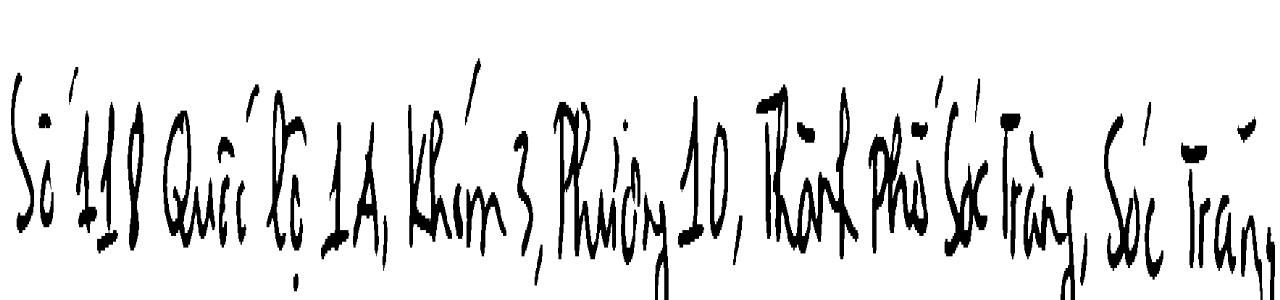 Số 118 Quốc lộ 1A, Khóm 3, Phường 10, Thành phố Sóc Trăng, Sóc Trăng